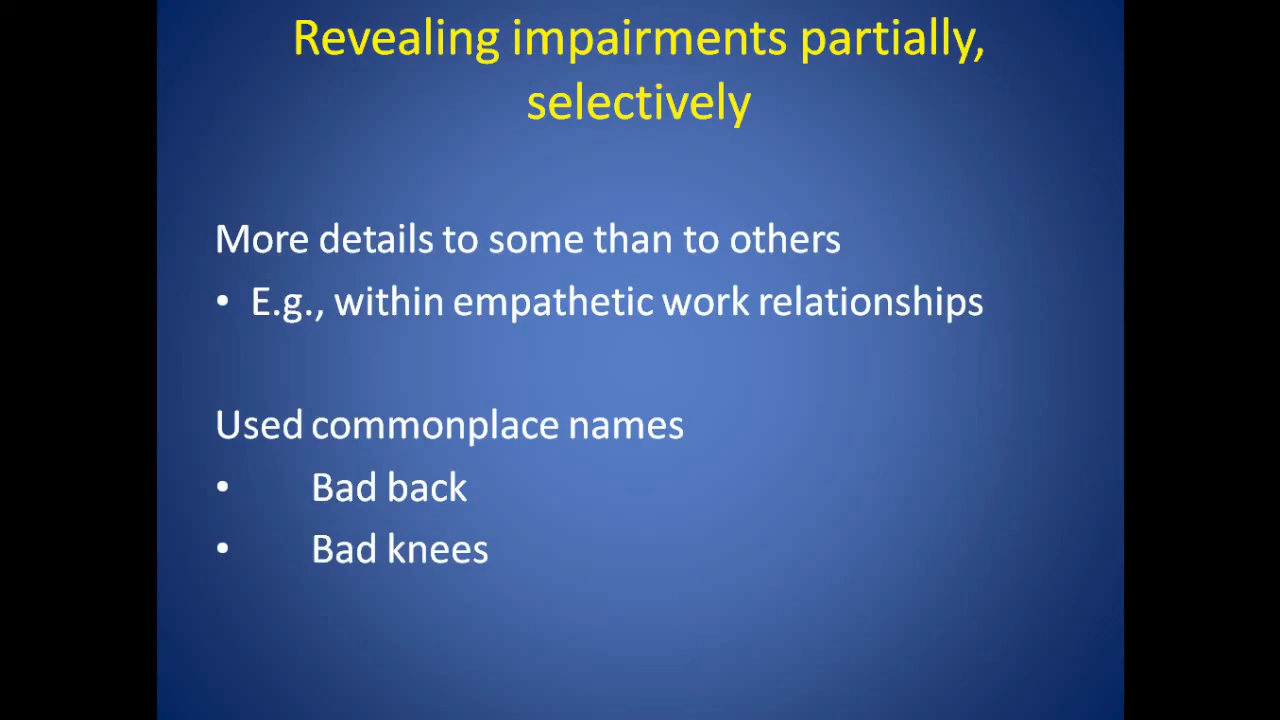 Revealing impairments partially,
selectively
More details to some than to others
• E.g., within empathetic work relationships
Used commonplace names
• Bad back
• Bad knees